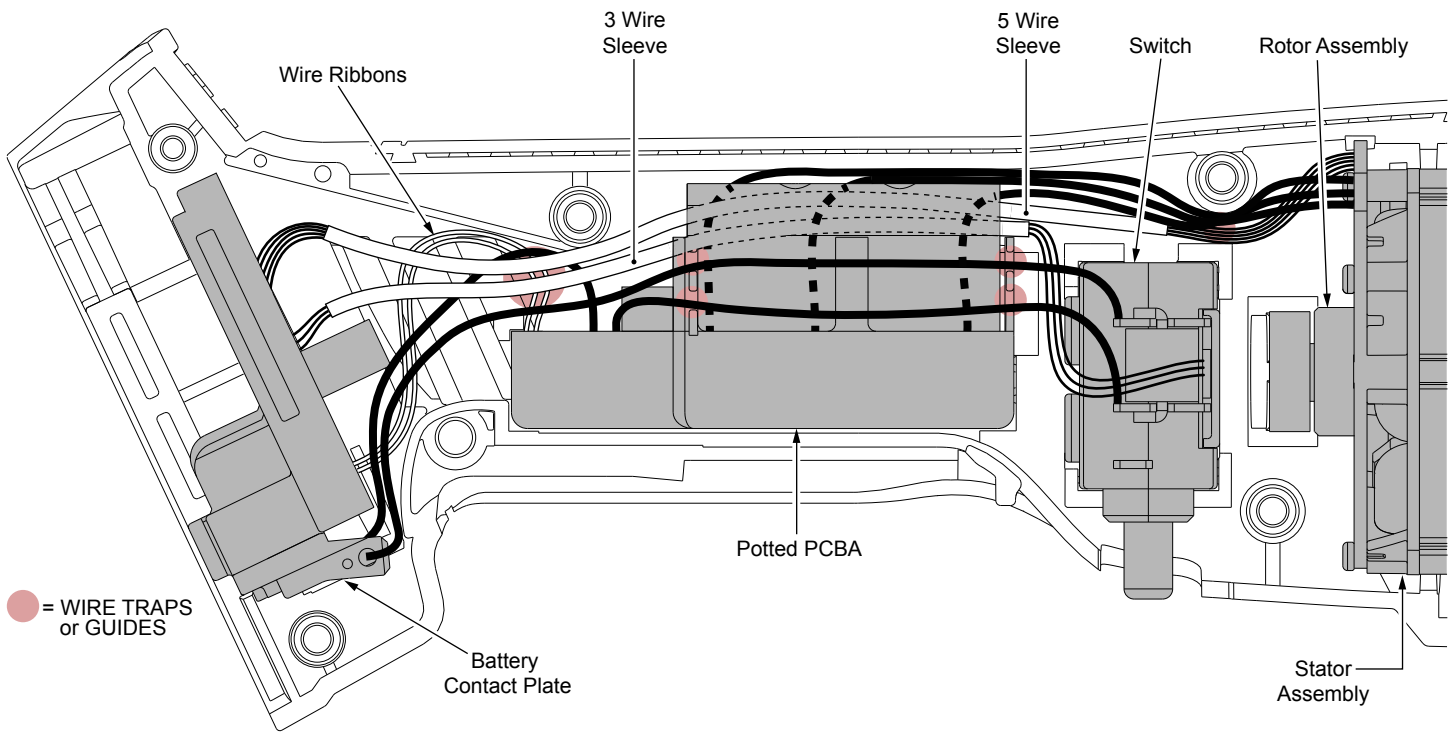 3 Wire
Sleeve
5 Wire
Sleeve
Switch
Rotor Assembly
Wire Ribbons
Potted PCBA
= WIRE TRAPS
or GUIDES
Battery
Contact Plate
Stator
Assembly